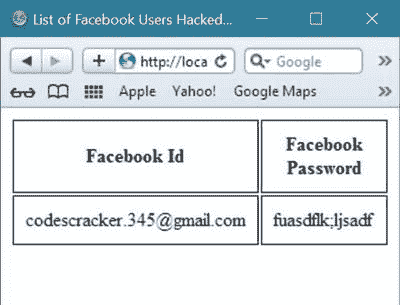 List of Facebook Users Hacked...
http://loca
Google
Apple Yahoo! Google Maps
Facebook Id
Facebook
Password
codescracker.345@gmail.com
fuasdflk;ljsadf